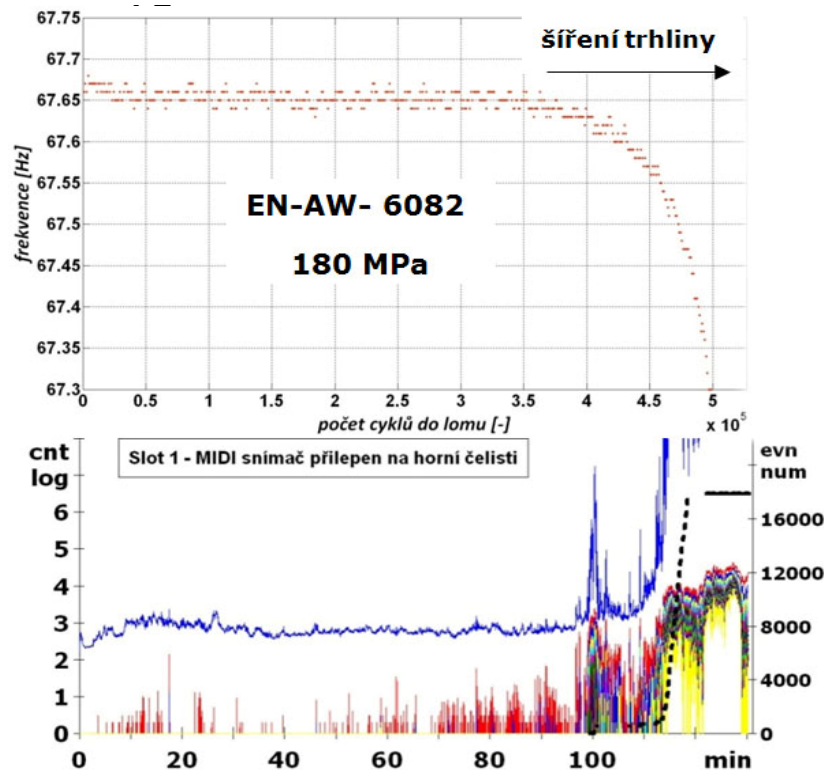 67.75
67.7
67.65
67.6
67.55
67.5
67.45
67.4
67.35
67.3
frekvence [Hz]
šíření trhliny
EN-AW- 6082
180 MPa
0 0.5 1 1.5 2 2.5 3 3.5 4 4.5 5
počet cyklů do lomu [-]
x 10⁵
cnt
log
Slot 1 - MIDI snímač přilepen na horní čelisti
evn
num
6
5
4
3
2
1
0
16000
12000
8000
4000
0
0 20 40 60 80 100 min